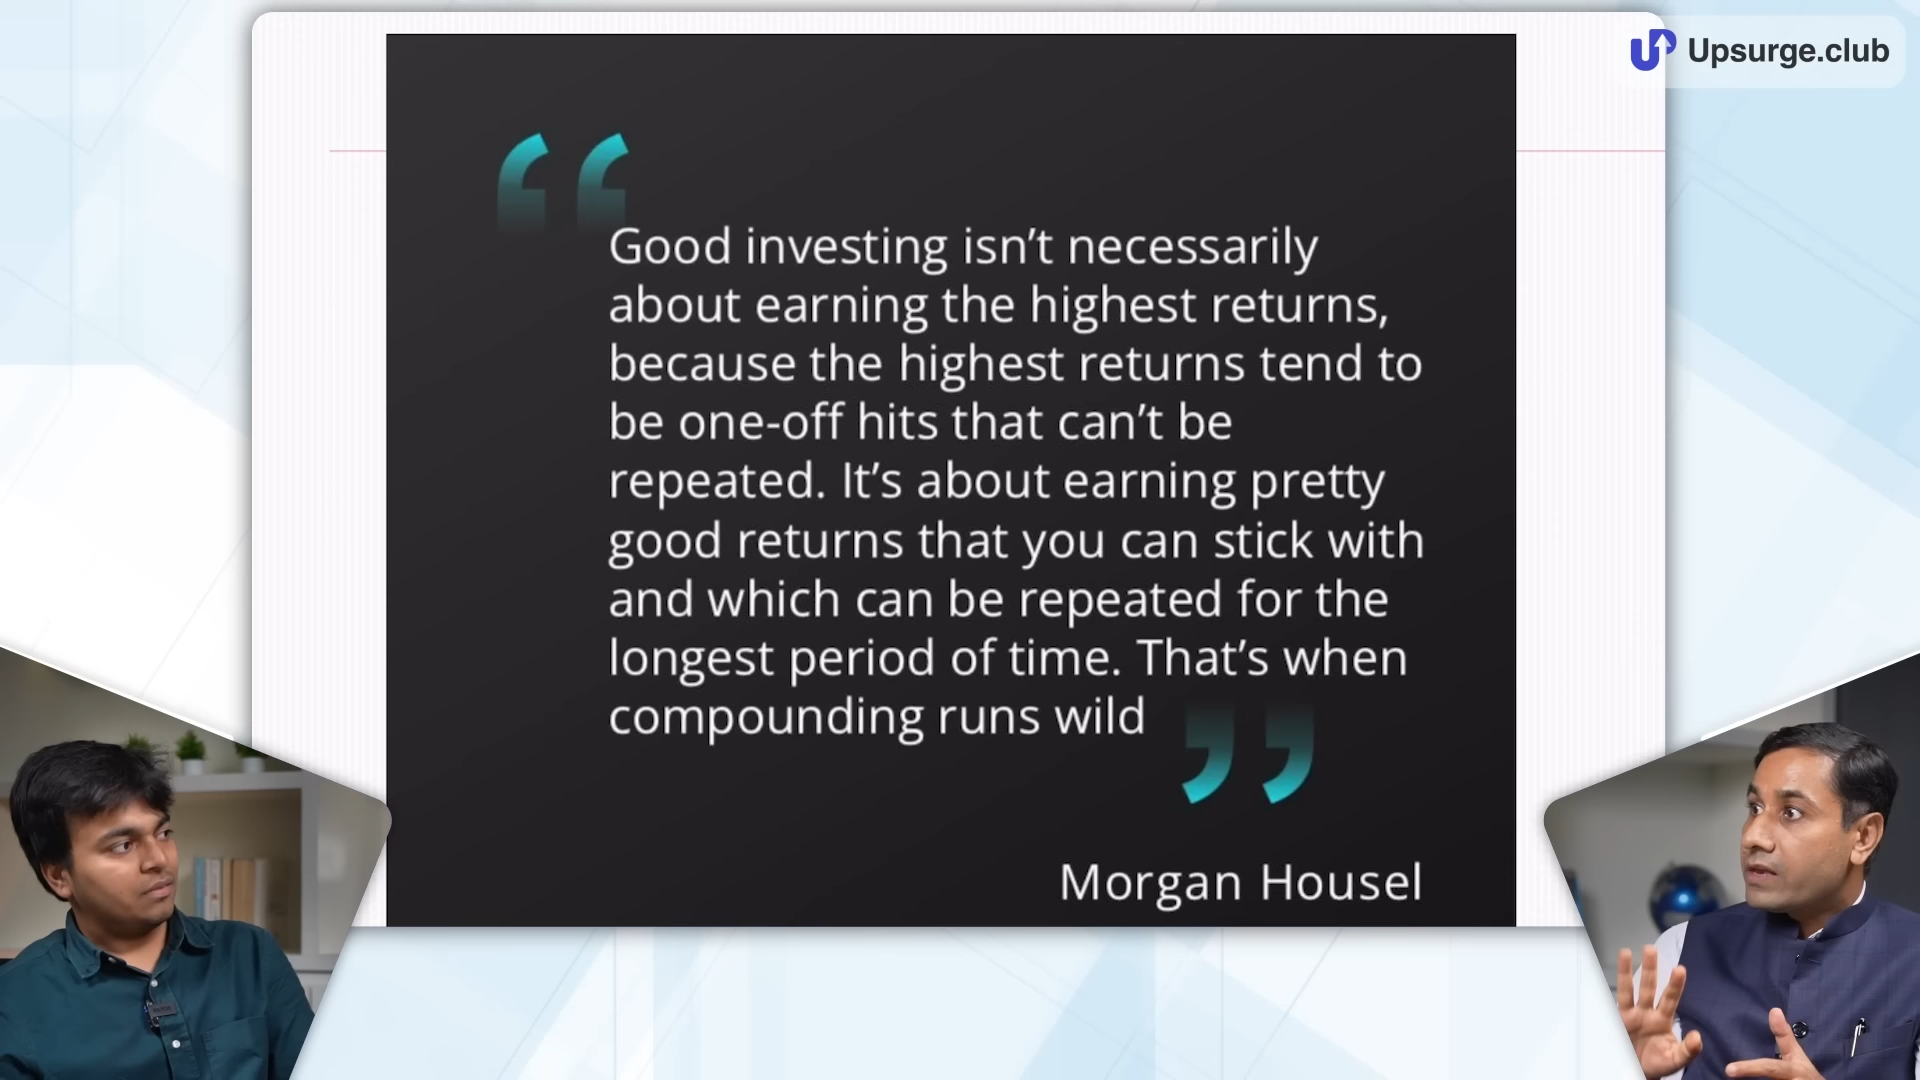 Upsurge.club
“
Good investing isn’t necessarily
about earning the highest returns,
because the highest returns tend to
be one-off hits that can’t be
repeated. It’s about earning pretty
good returns that you can stick with
and which can be repeated for the
longest period of time. That’s when
compounding runs wild ”
Morgan Housel